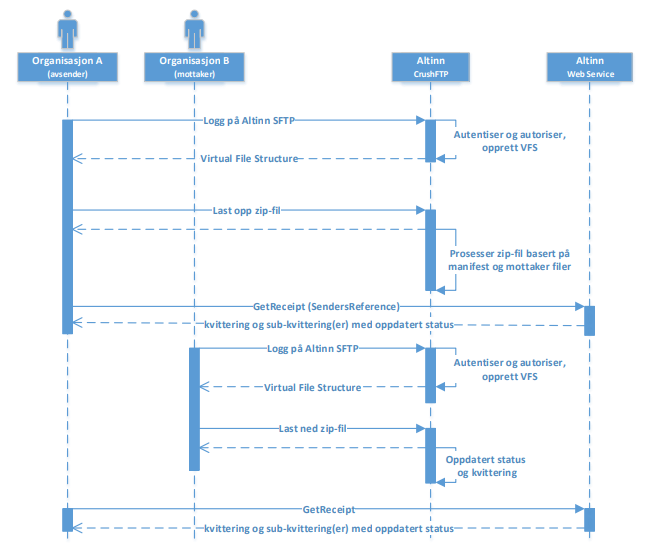 Organisasjon A
(avsender)
Organisasjon B
(mottaker)
Altinn
CrushFTP
Altinn
Web Service
Logg på Altinn SFTP
Autentiser og autoriser,
opprett VFS
Virtual File Structure
Last opp zip-fil
Prosesser zip-fil basert på
manifest og mottaker filer
GetReceipt (SendersReference)
kvittering og sub-kvittering(er) med oppdatert status
Logg på Altinn SFTP
Autentiser og autoriser,
opprett VFS
Virtual File Structure
Last ned zip-fil
Oppdatert status
og kvittering
GetReceipt
kvittering og sub-kvittering(er) med oppdatert status